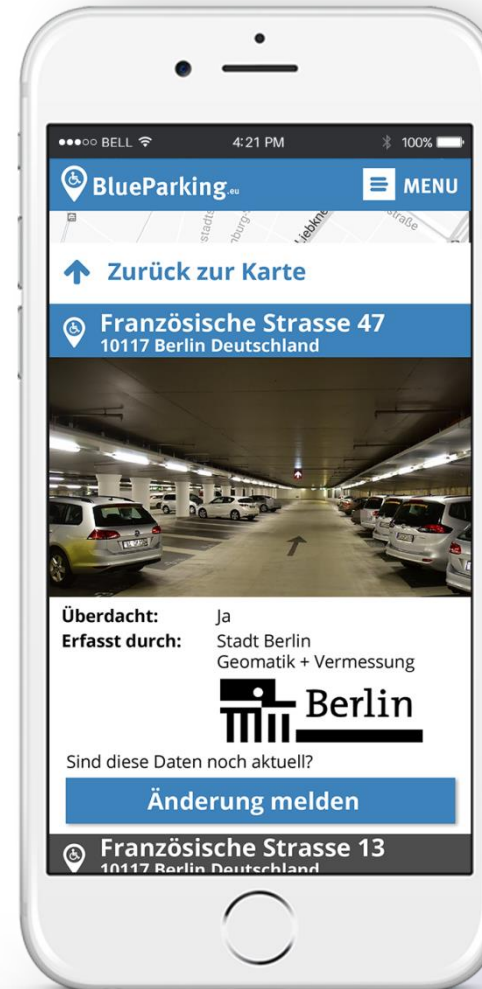 BELL 4:21 PM 100%
BlueParking.eu MENU
Liebkne
straße
Zurück zur Karte
Französische Strasse 47
10117 Berlin Deutschland
Überdacht: Ja
Erfasst durch: Stadt Berlin
Geomatik + Vermessung
Berlin
Sind diese Daten noch aktuell?
Änderung melden
Französische Strasse 13
10117 Berlin Deutschland